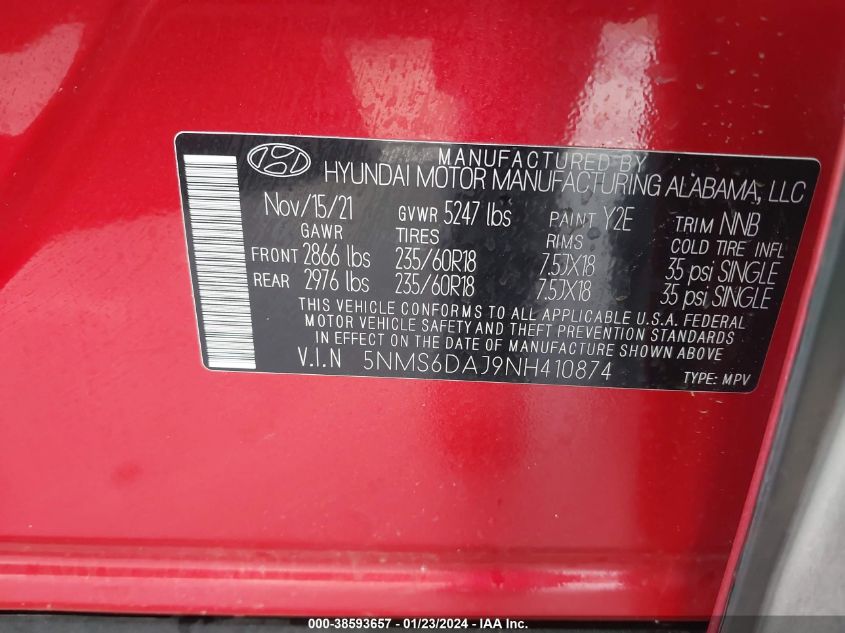 MANUFACTURED BY
HYUNDAI MOTOR MANUFACTURING ALABAMA, LLC
Nov/15/21 GVWR 5247 lbs PAINT Y2E TRIM NNB
GAWR TIRES RIMS COLD TIRE INFL
FRONT 2866 lbs 235/60R18 7.5JX18 35 psi SINGLE
REAR 2976 lbs 235/60R18 7.5JX18 35 psi SINGLE
THIS VEHICLE CONFORMS TO ALL APPLICABLE U.S.A. FEDERAL
MOTOR VEHICLE SAFETY AND THEFT PREVENTION STANDARDS
IN EFFECT ON THE DATE OF MANUFACTURE SHOWN ABOVE.
V.I.N 5NMS6DAJ9NH410874 TYPE: MPV
000-38593657 - 01/23/2024 - IAA Inc.